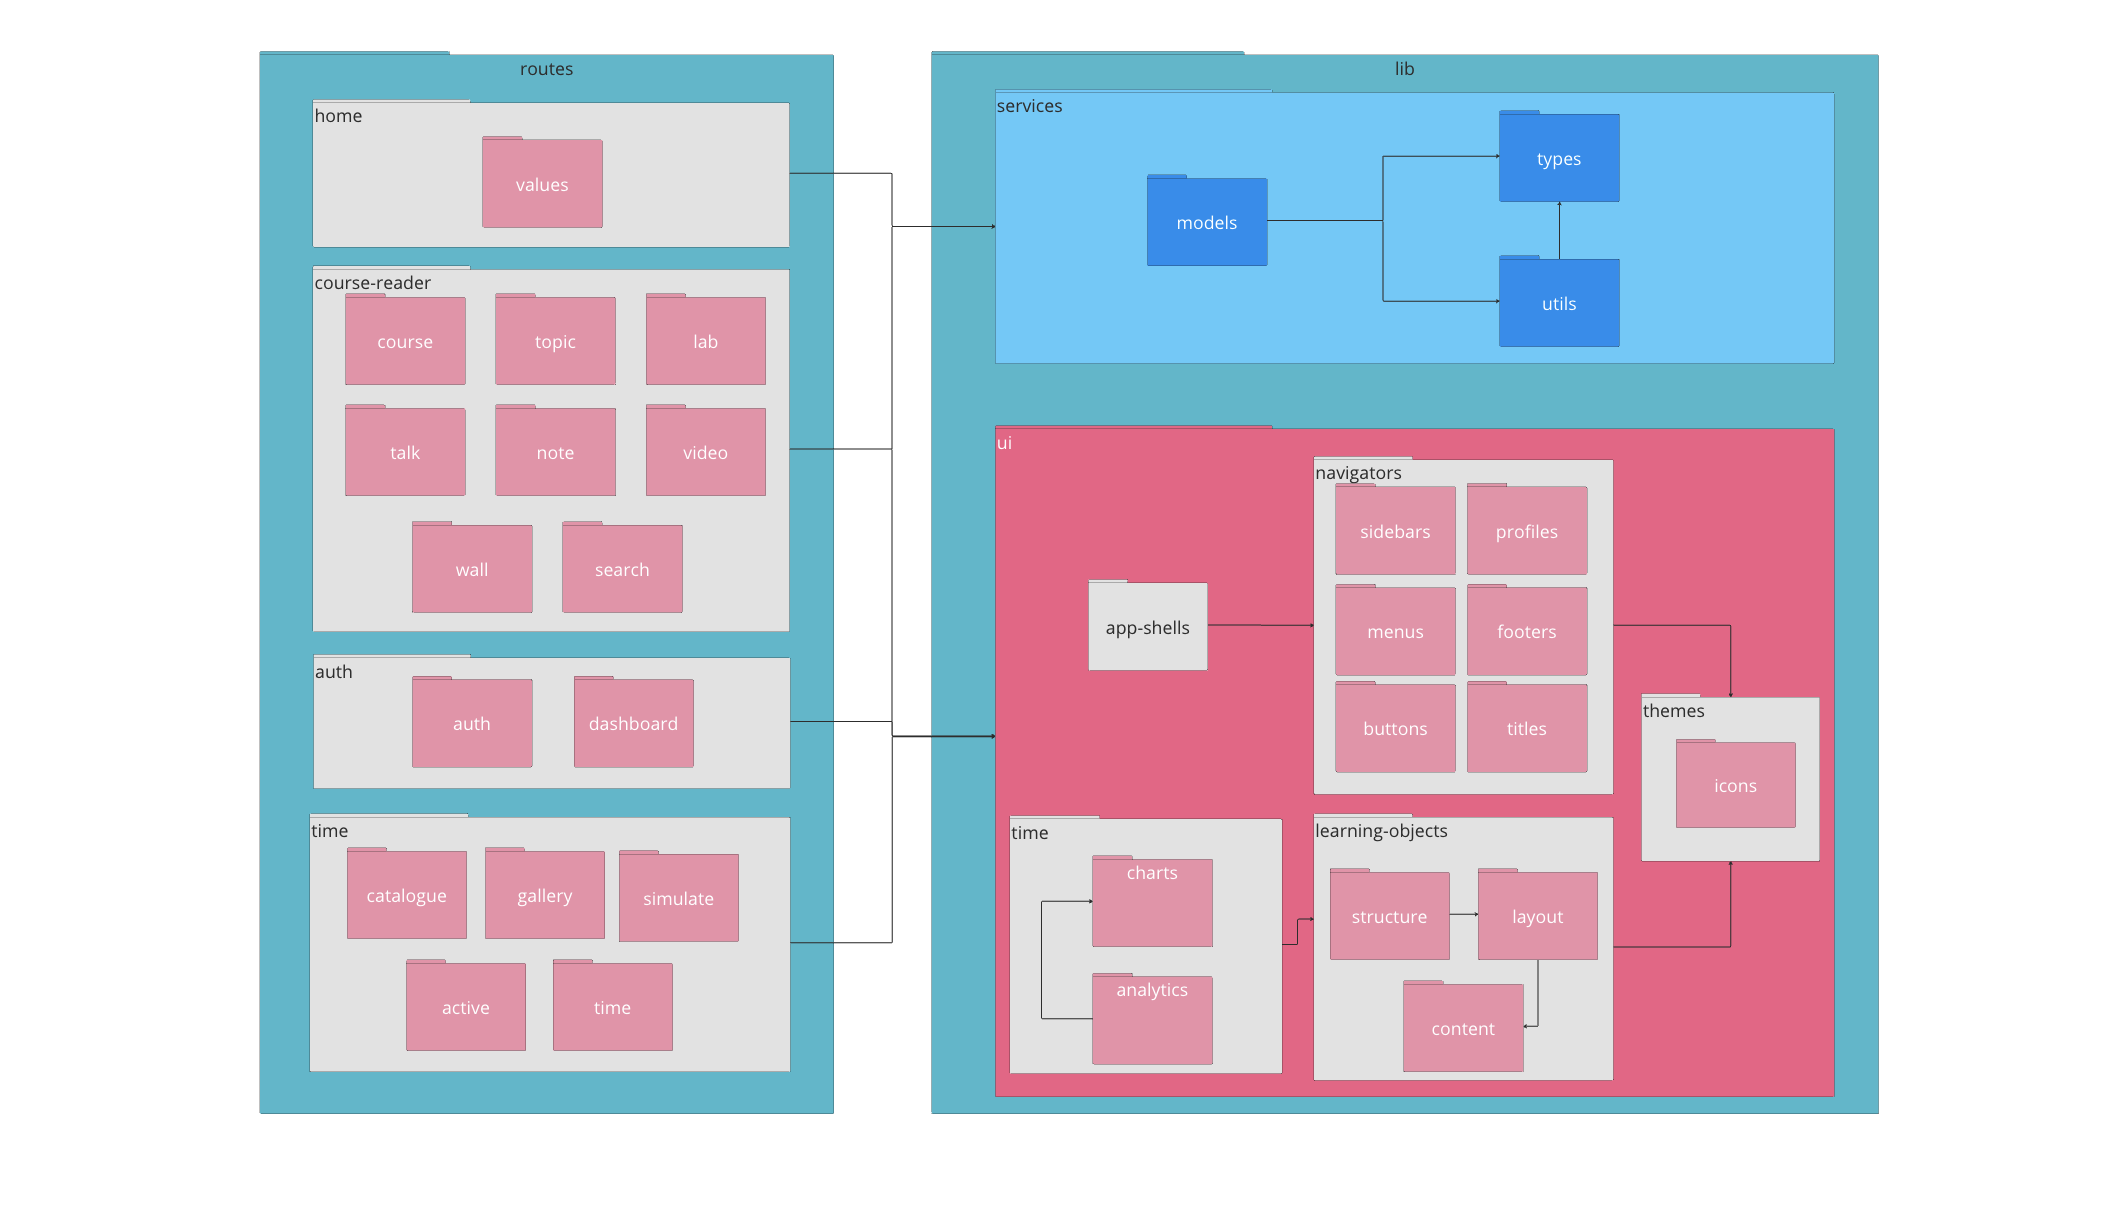 routes
home
values
course-reader
course
topic
lab
talk
note
video
wall
search
auth
auth
dashboard
time
catalogue
gallery
simulate
active
time
lib
services
types
models
utils
ui
navigators
sidebars
profiles
app-shells
menus
footers
buttons
titles
themes
icons
time
charts
analytics
learning-objects
structure
layout
content